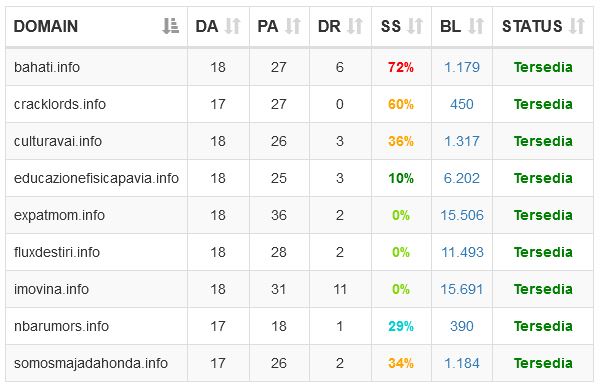 DOMAIN DA PA DR SS BL STATUS
bahati.info 18 27 6 72% 1.179 Tersedia
cracklords.info 17 27 0 60% 450 Tersedia
culturavai.info 18 26 3 36% 1.317 Tersedia
educazionefisicapavia.info 18 25 3 10% 6.202 Tersedia
expatmom.info 18 36 2 0% 15.506 Tersedia
fluxdestiri.info 18 28 2 0% 11.493 Tersedia
imovina.info 18 31 11 0% 15.691 Tersedia
nbarumors.info 17 18 1 29% 390 Tersedia
somosmajadahonda.info 17 26 2 34% 1.184 Tersedia